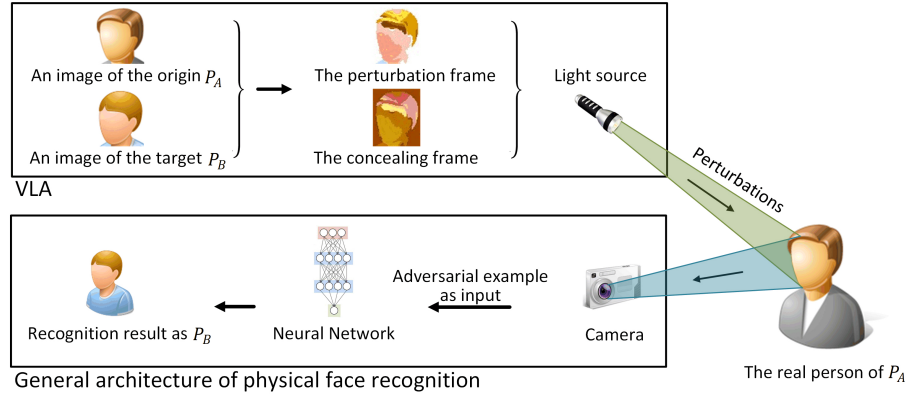 An image of the origin P_A
The perturbation frame
Light source
An image of the target P_B
The concealing frame
VLA
Perturbations
Adversarial example
as input
Recognition result as P_B
Neural Network
Camera
General architecture of physical face recognition
The real person of P_A